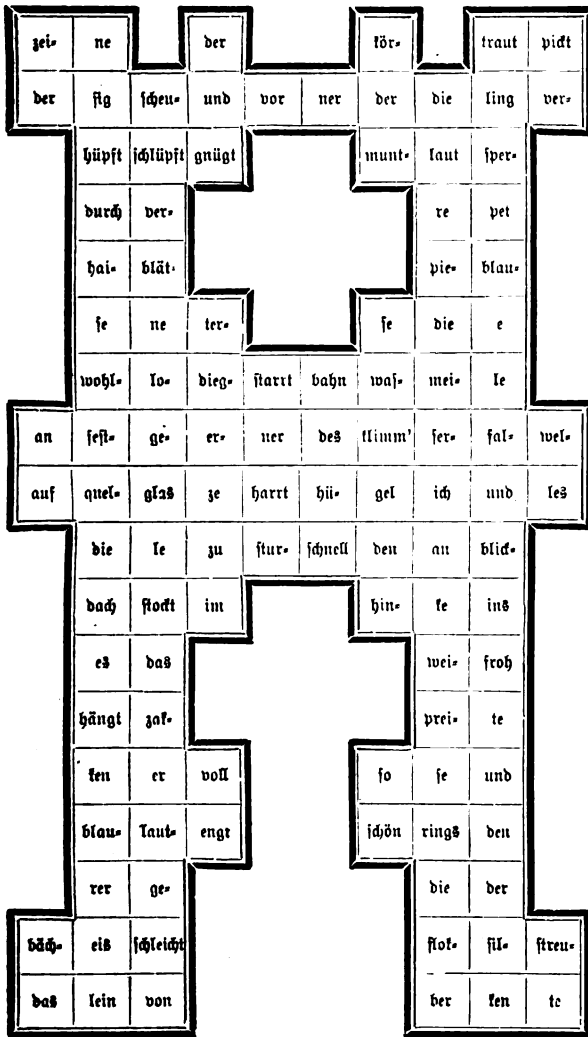 zei- ne der kör- traut pickt
der sig scheu- und vor ner der die ling ver-
hüpft schlüpft gnügt munt- laut sper-
durch ver- re pet
hai- blät- pie- blau-
se ne ter- se die e
wohl- lo- dieg- starrt bahn was- mei- le
an fest- ge- er- ner des klimm' ser- fal- wel-
auf quel- glas ze harrt hü- gel ich und les
die le zu stur- schnell den an blick-
dach stockt im hin- ke ins
es das wei- froh
hängt zak- prei- te
ken er voll so se und
blau- laut- engt schön rings den
rer ge- die der
bäch- eis schleicht flok- sil- streu-
das lein von ber ken te